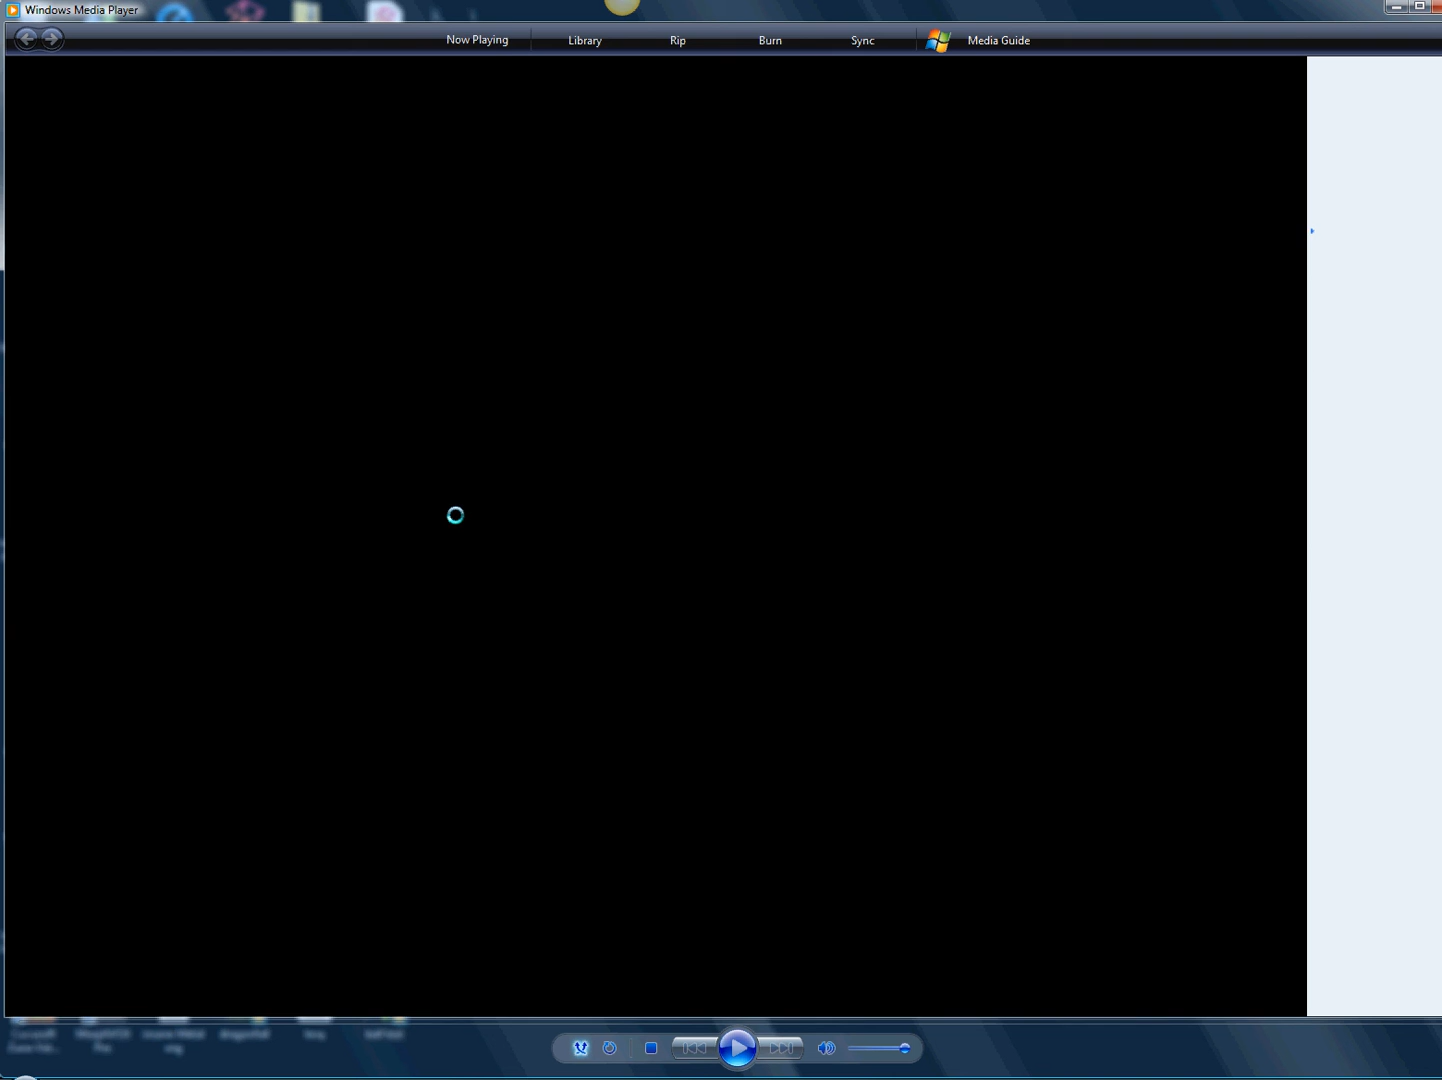 Windows Media Player
Now Playing
Library
Rip
Burn
Sync
Media Guide